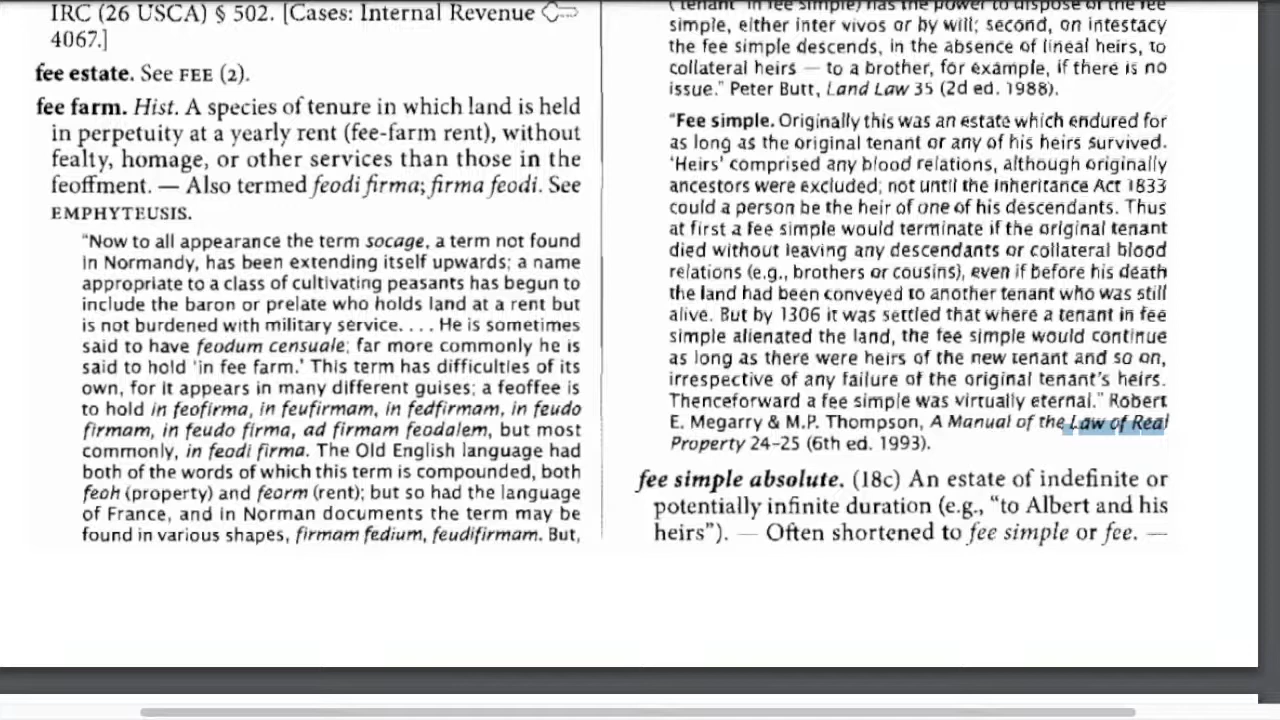 IRC (26 USCA) § 502. [Cases: Internal Revenue
4067.]
fee estate. See FEE (2).
fee farm. Hist. A species of tenure in which land is held
in perpetuity at a yearly rent (fee-farm rent), without
fealty, homage, or other services than those in the
feoffment. — Also termed feodi firma; firma feodi. See
EMPHYTEUSIS.
"Now to all appearance the term socage, a term not found
in Normandy, has been extending itself upwards; a name
appropriate to a class of cultivating peasants has begun to
include the baron or prelate who holds land at a rent but
is not burdened with military service. . . . He is sometimes
said to have feodum censuale; far more commonly he is
said to hold 'in fee farm.' This term has difficulties of its
own, for it appears in many different guises; a feoffee is
to hold in feofirma, in feufirmam, in fedfirmam, in feudo
firmam, in feudo firma, ad firmam feodalem, but most
commonly, in feodi firma. The Old English language had
both of the words of which this term is compounded, both
feoh (property) and feorm (rent); but so had the language
of France, and in Norman documents the term may be
found in various shapes, firmam fedium, feudifirmam. But,
('tenant in fee simple) has the power to dispose of the fee
simple, either inter vivos or by will; second, on intestacy
the fee simple descends, in the absence of lineal heirs, to
collateral heirs — to a brother, for example, if there is no
issue." Peter Butt, Land Law 35 (2d ed. 1988).
"Fee simple. Originally this was an estate which endured for
as long as the original tenant or any of his heirs survived.
'Heirs' comprised any blood relations, although originally
ancestors were excluded; not until the Inheritance Act 1833
could a person be the heir of one of his descendants. Thus
at first a fee simple would terminate if the original tenant
died without leaving any descendants or collateral blood
relations (e.g., brothers or cousins), even if before his death
the land had been conveyed to another tenant who was still
alive. But by 1306 it was settled that where a tenant in fee
simple alienated the land, the fee simple would continue
as long as there were heirs of the new tenant and so on,
irrespective of any failure of the original tenant's heirs.
Thenceforward a fee simple was virtually eternal." Robert
E. Megarry & M.P. Thompson, A Manual of the Law of Real
Property 24–25 (6th ed. 1993).
fee simple absolute. (18c) An estate of indefinite or
potentially infinite duration (e.g., "to Albert and his
heirs"). — Often shortened to fee simple or fee. —